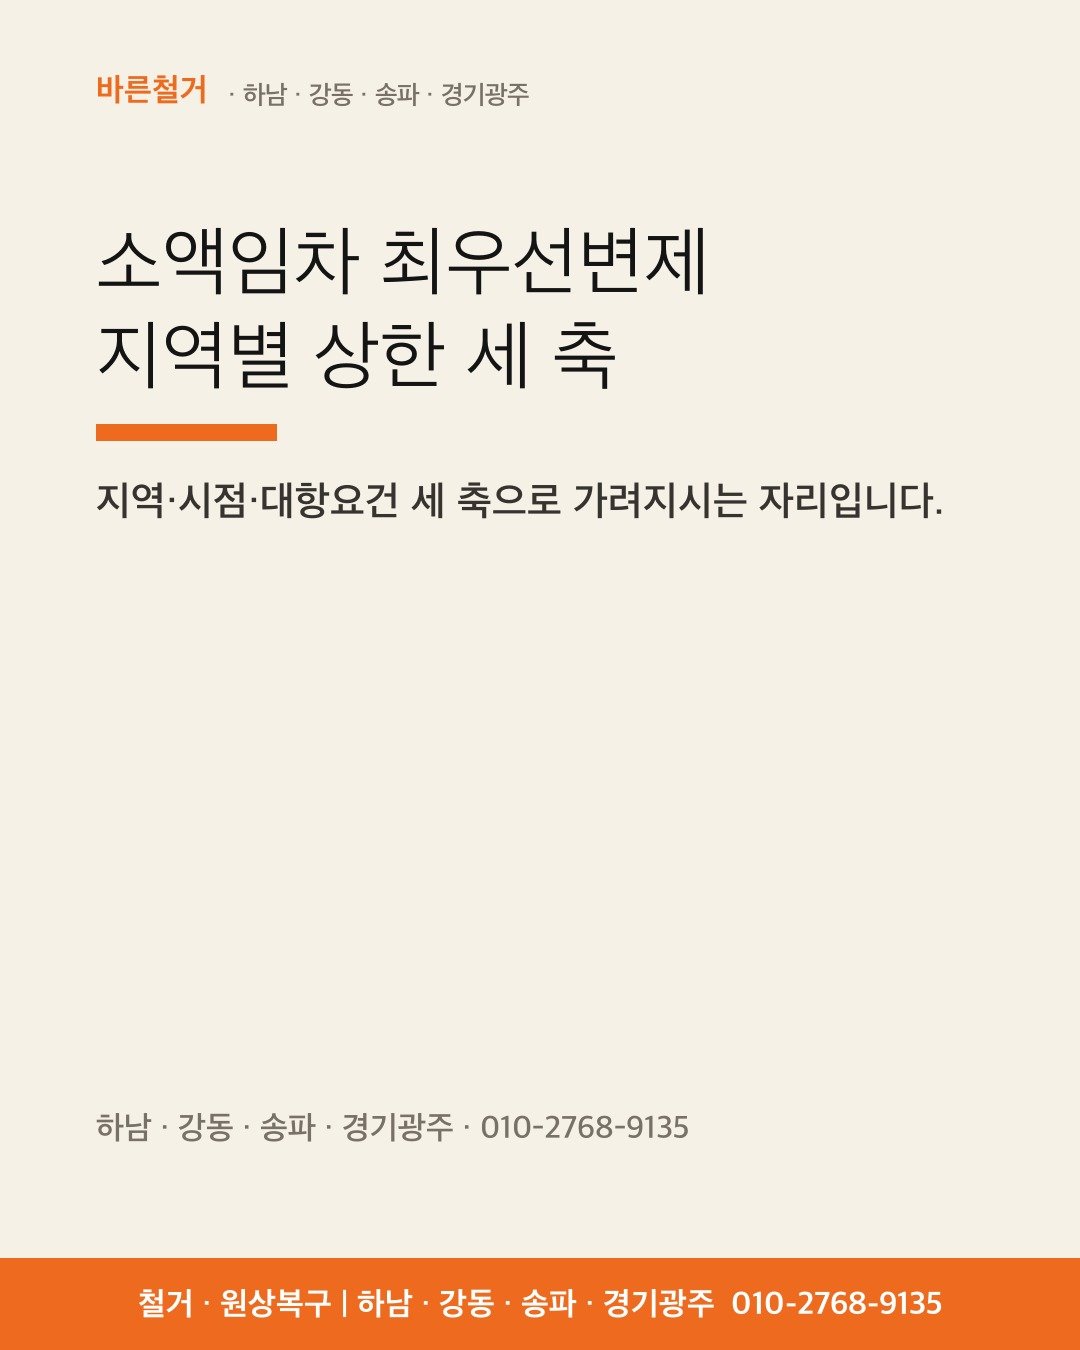 바른철거 · 하남 · 강동 · 송파 · 경기광주
소액임차 최우선변제
지역별 상한 세 축
지역·시점·대항요건 세 축으로 가려지시는 자리입니다.
하남 · 강동 · 송파 · 경기광주 · 010-2768-9135
철거 · 원상복구 | 하남 · 강동 · 송파 · 경기광주 010-2768-9135